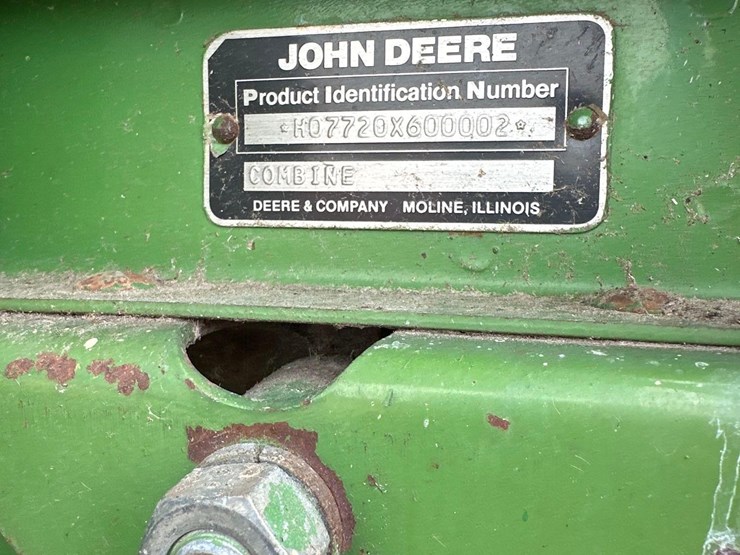 JOHN DEERE
Product Identification Number
*H07720X600002*
COMBINE
DEERE & COMPANY MOLINE, ILLINOIS